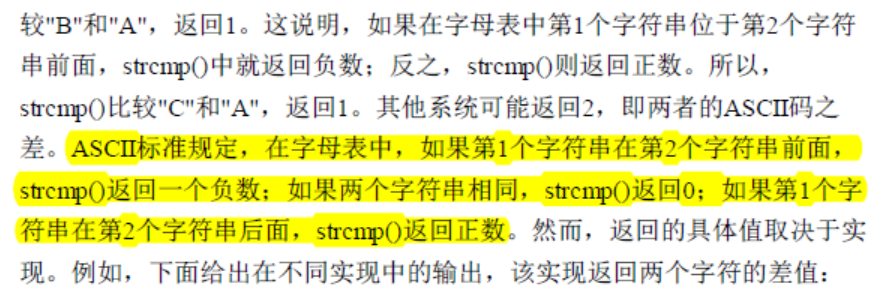 较"B"和"A"，返回1。这说明，如果在字母表中第1个字符串位于第2个字符
串前面，strcmp()中就返回负数；反之，strcmp()则返回正数。所以，
strcmp()比较"C"和"A"，返回1。其他系统可能返回2，即两者的ASCII码之
差。ASCII标准规定，在字母表中，如果第1个字符串在第2个字符串前面，
strcmp()返回一个负数；如果两个字符串相同，strcmp()返回0；如果第1个字
符串在第2个字符串后面，strcmp()返回正数。然而，返回的具体值取决于实
现。例如，下面给出在不同实现中的输出，该实现返回两个字符的差值：